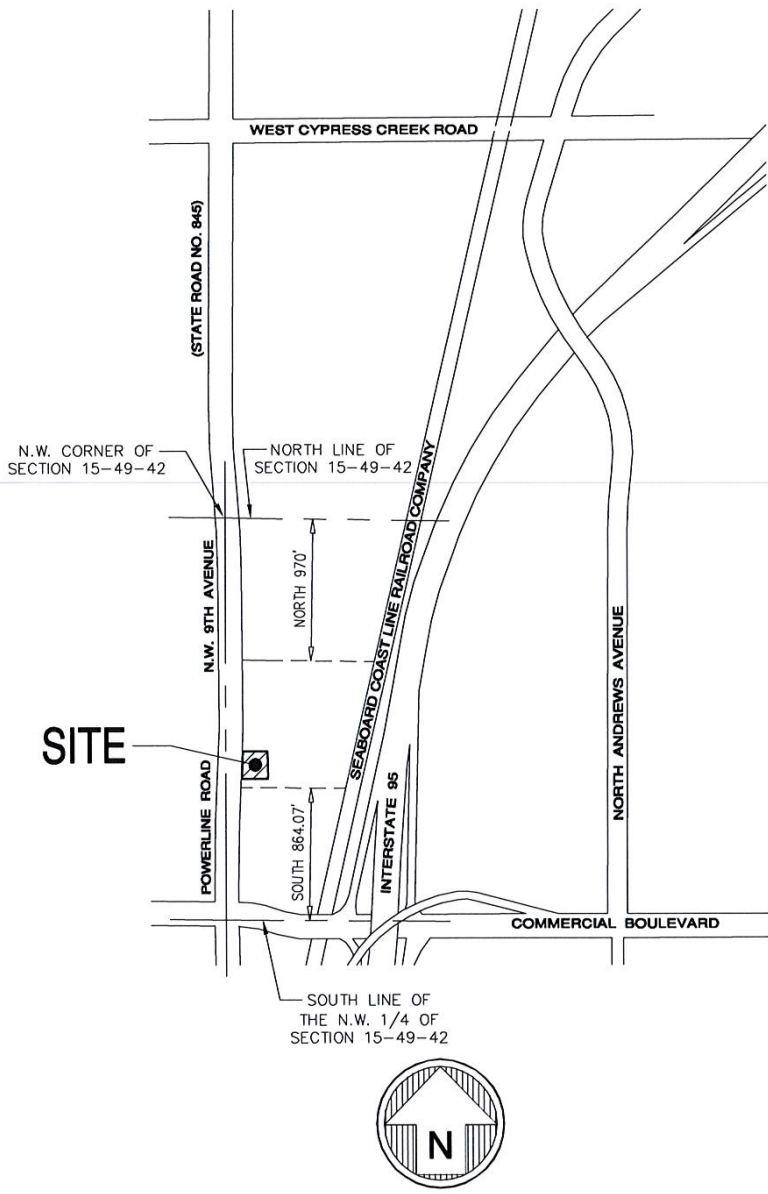 WEST CYPRESS CREEK ROAD
(STATE ROAD NO. 845)
N.W. CORNER OF
SECTION 15-49-42
NORTH LINE OF
SECTION 15-49-42
SEABOARD COAST LINE RAILROAD COMPANY
N.W. 9TH AVENUE
NORTH 970'
NORTH ANDREWS AVENUE
SITE
POWERLINE ROAD
SOUTH 864.07'
INTERSTATE 95
COMMERCIAL BOULEVARD
SOUTH LINE OF
THE N.W. 1/4 OF
SECTION 15-49-42
N